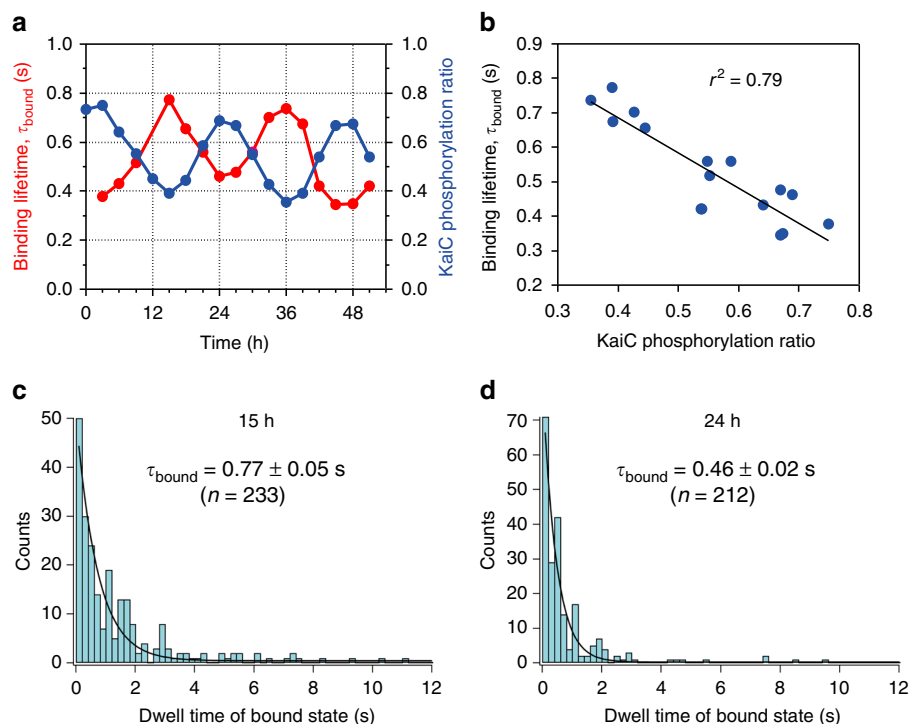 a
1.0
0.8
0.6
0.4
0.2
0.0
Binding lifetime, τbound (s)
1.0
0.8
0.6
0.4
0.2
0.0
KaiC phosphorylation ratio
0 12 24 36 48
Time (h)
b
0.9
0.8
0.7
0.6
0.5
0.4
0.3
0.2
Binding lifetime, τbound (s)
r² = 0.79
0.3 0.4 0.5 0.6 0.7 0.8
KaiC phosphorylation ratio
c
15 h
τbound = 0.77 ± 0.05 s
(n = 233)
50
40
30
20
10
0
Counts
0 2 4 6 8 10 12
Dwell time of bound state (s)
d
24 h
τbound = 0.46 ± 0.02 s
(n = 212)
70
60
50
40
30
20
10
0
Counts
0 2 4 6 8 10 12
Dwell time of bound state (s)